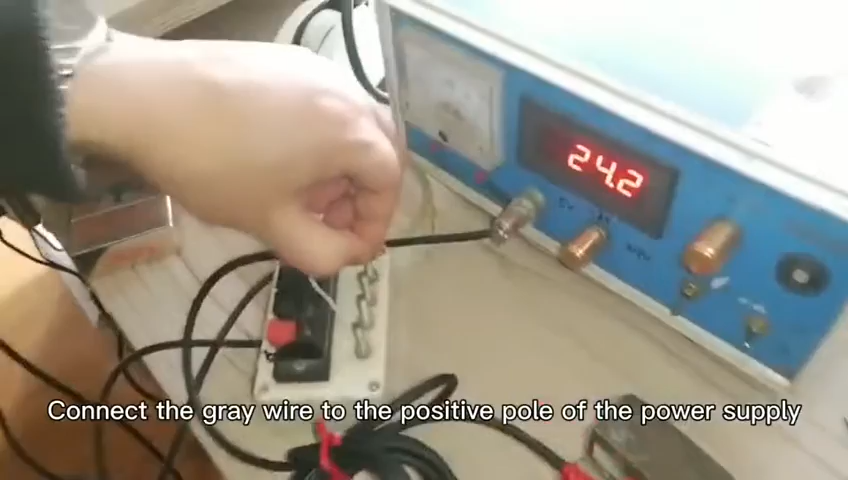 24.2
Connect the gray wire to the positive pole of the power supply